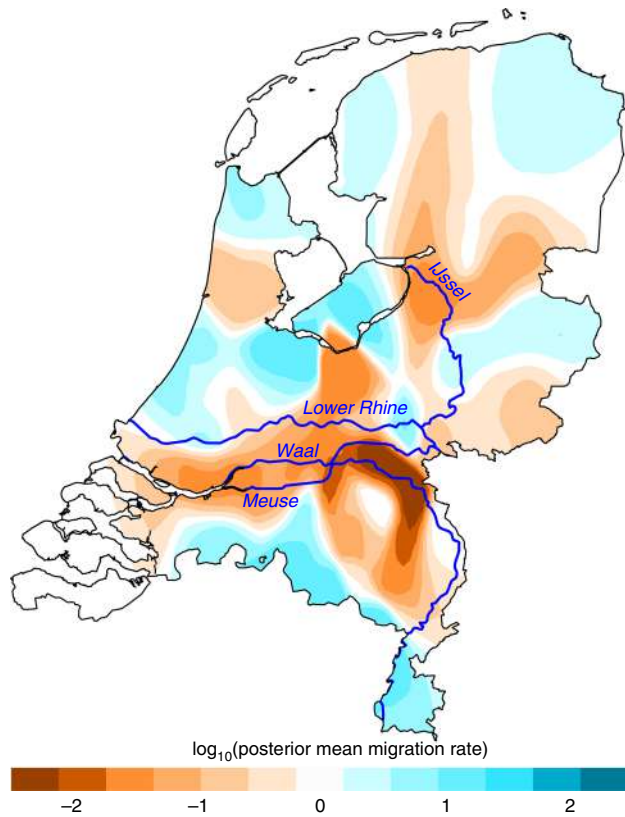 IJssel
Lower Rhine
Waal
Meuse
log10(posterior mean migration rate)
−2 −1 0 1 2